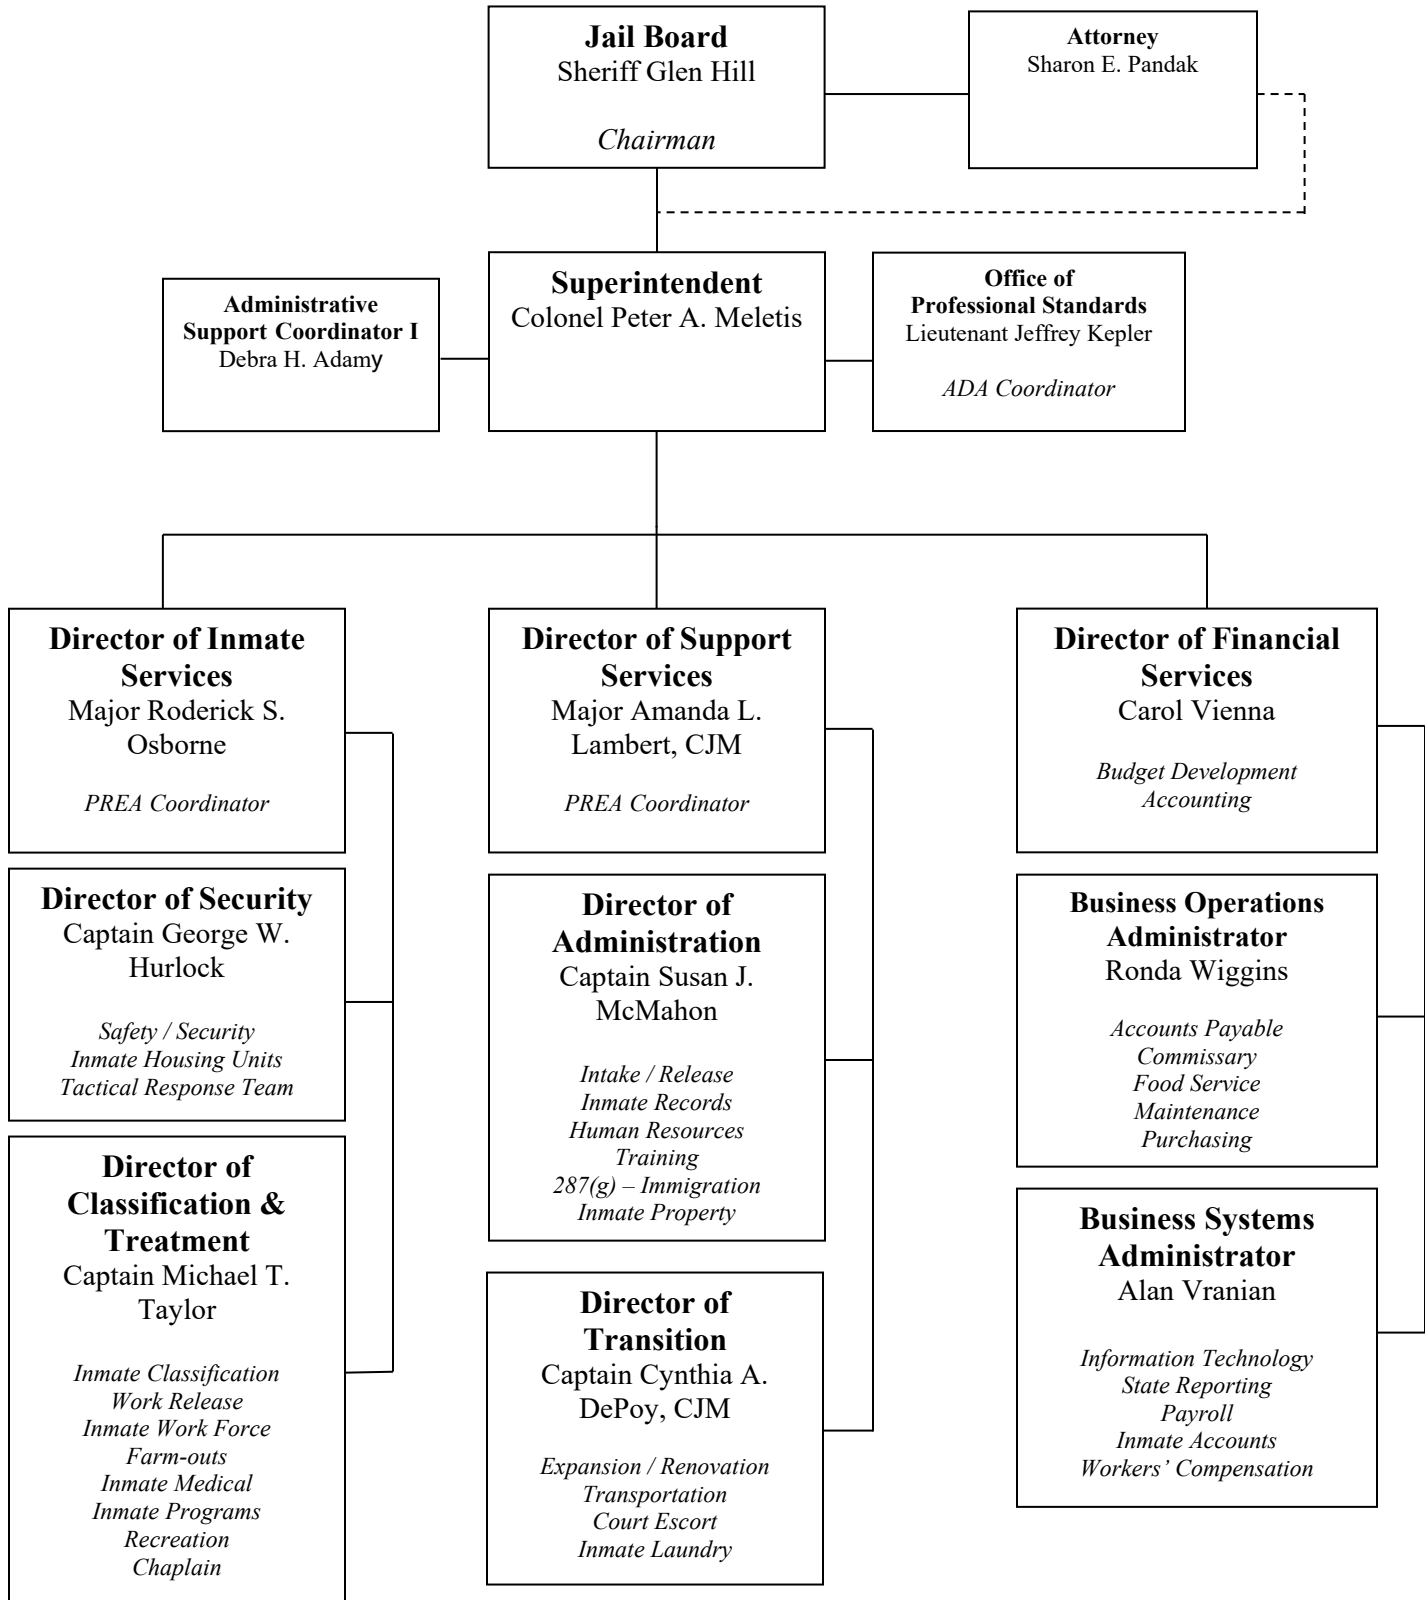 Jail Board
Sheriff Glen Hill
Chairman
Attorney
Sharon E. Pandak
Administrative
Support Coordinator I
Debra H. Adamy
Superintendent
Colonel Peter A. Meletis
Office of
Professional Standards
Lieutenant Jeffrey Kepler
ADA Coordinator
Director of Inmate
Services
Major Roderick S.
Osborne
PREA Coordinator
Director of Security
Captain George W.
Hurlock
Safety / Security
Inmate Housing Units
Tactical Response Team
Director of
Classification &
Treatment
Captain Michael T.
Taylor
Inmate Classification
Work Release
Inmate Work Force
Farm-outs
Inmate Medical
Inmate Programs
Recreation
Chaplain
Director of Support
Services
Major Amanda L.
Lambert, CJM
PREA Coordinator
Director of
Administration
Captain Susan J.
McMahon
Intake / Release
Inmate Records
Human Resources
Training
287(g) – Immigration
Inmate Property
Director of
Transition
Captain Cynthia A.
DePoy, CJM
Expansion / Renovation
Transportation
Court Escort
Inmate Laundry
Director of Financial
Services
Carol Vienna
Budget Development
Accounting
Business Operations
Administrator
Ronda Wiggins
Accounts Payable
Commissary
Food Service
Maintenance
Purchasing
Business Systems
Administrator
Alan Vranian
Information Technology
State Reporting
Payroll
Inmate Accounts
Workers’ Compensation